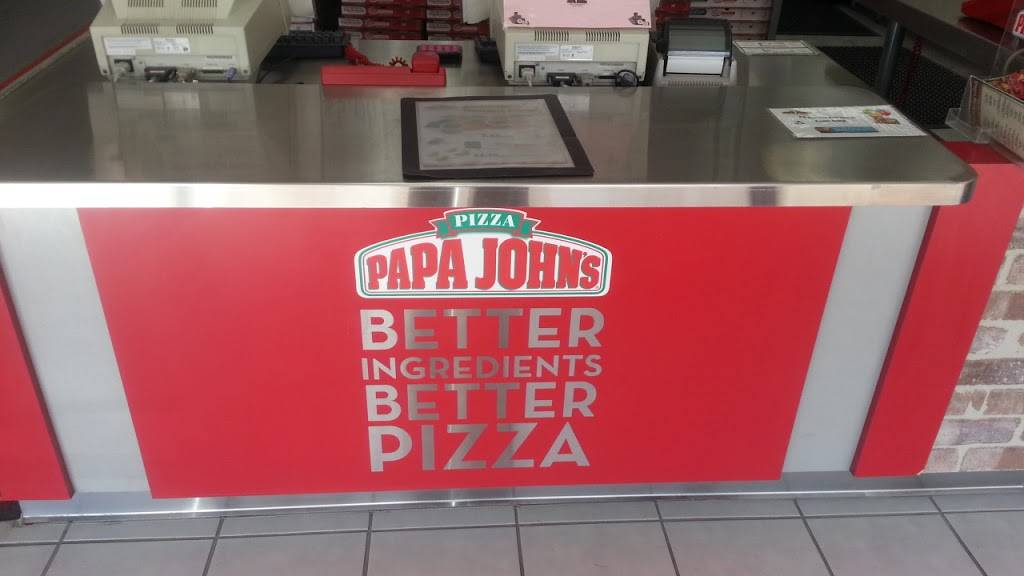 PIZZA
PAPA JOHN'S
BETTER
INGREDIENTS
BETTER
PIZZA